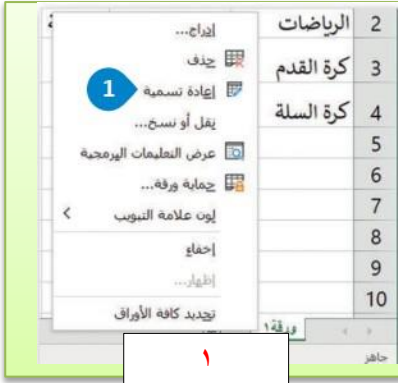 2 الرياضات
3 كرة القدم
4 كرة السلة
5
6
7
8
9
10
إدراج...
حذف
1 إعادة تسمية
نقل أو نسخ...
عرض التعليمات البرمجية
حماية ورقة...
لون علامة التبويب
إخفاء
إظهار...
تحديد كافة الأوراق
ورقة١
جاهز
١